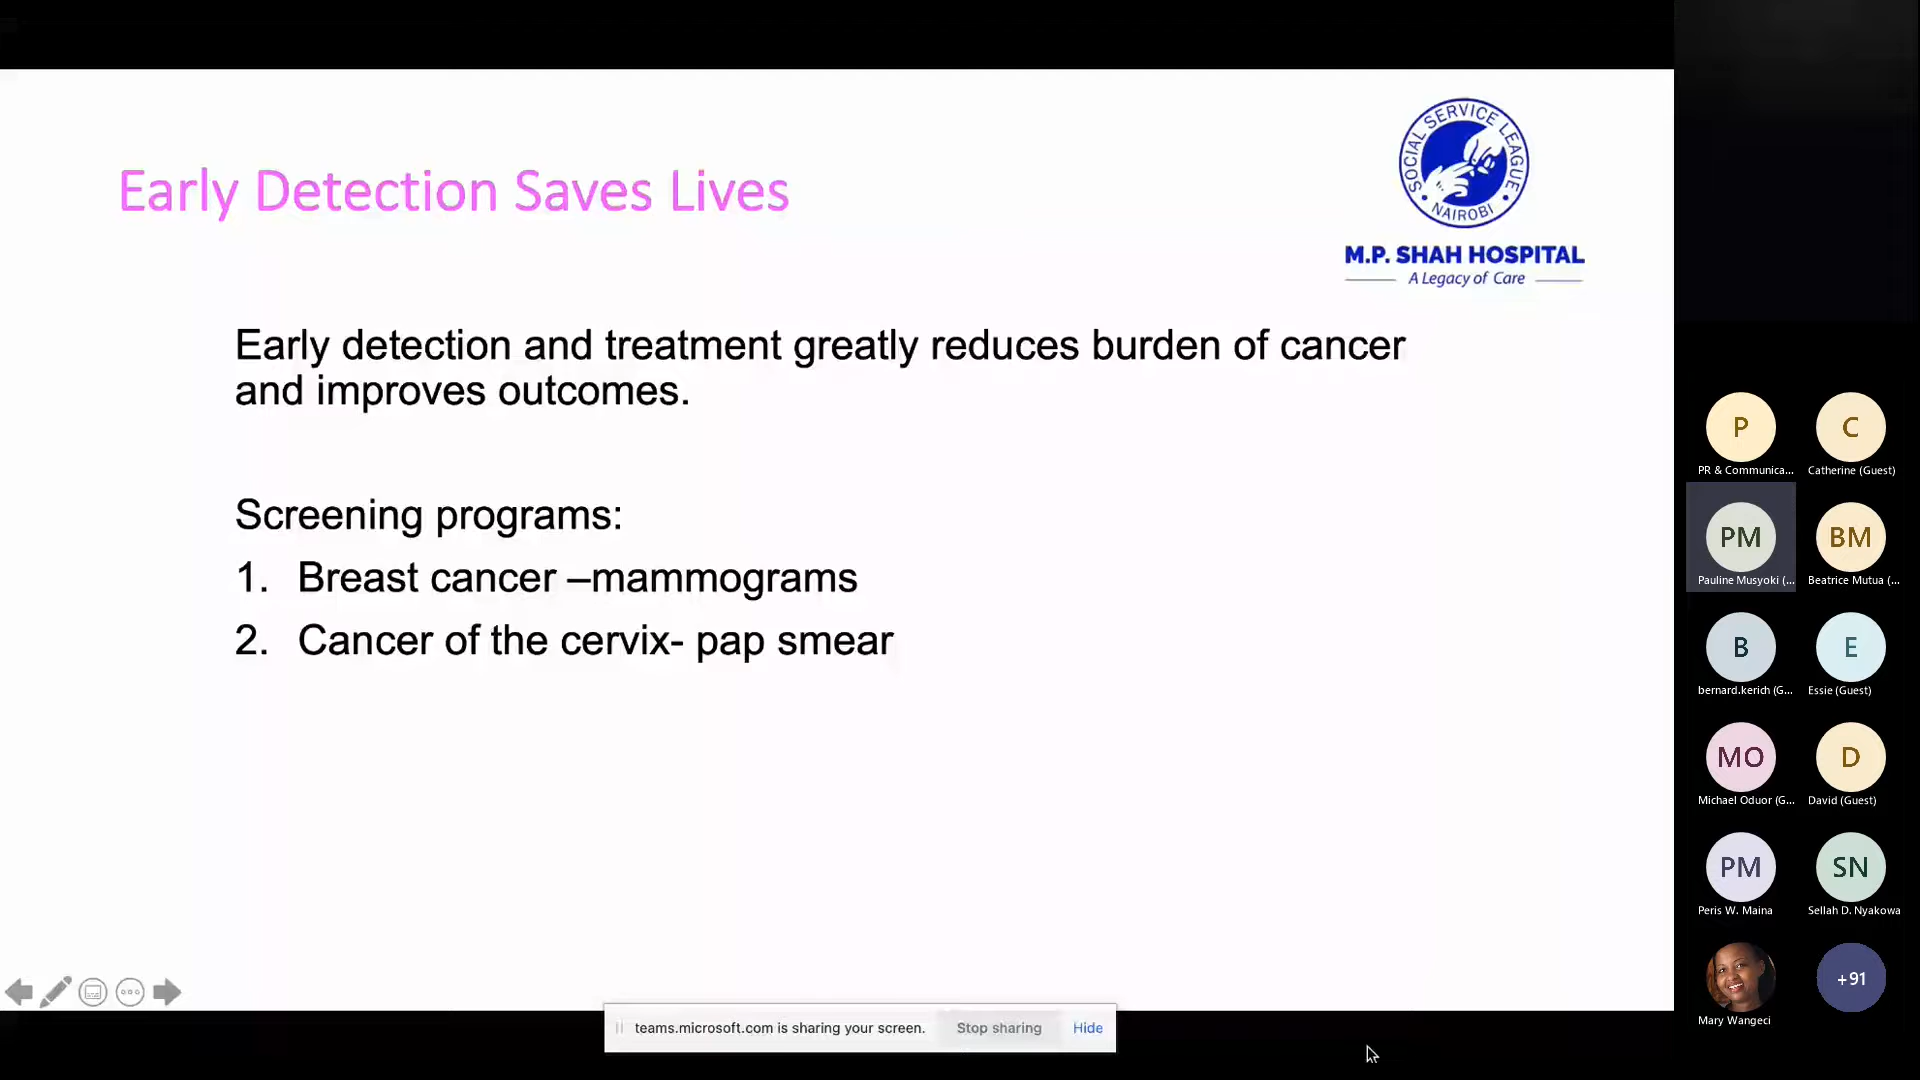 Early Detection Saves Lives
SOCIAL SERVICE LEAGUE
NAIROBI
M.P. SHAH HOSPITAL
A Legacy of Care
Early detection and treatment greatly reduces burden of cancer
and improves outcomes.
Screening programs:
1. Breast cancer –mammograms
2. Cancer of the cervix- pap smear
P
C
PR & Communica...
Catherine (Guest)
PM
BM
Pauline Musyoki (...
Beatrice Mutua (...
B
E
bernard.kerich (G...
Essie (Guest)
MO
D
Michael Oduor (G...
David (Guest)
PM
SN
Peris W. Maina
Sellah D. Nyakowa
+91
Mary Wangeci
teams.microsoft.com is sharing your screen.
Stop sharing
Hide